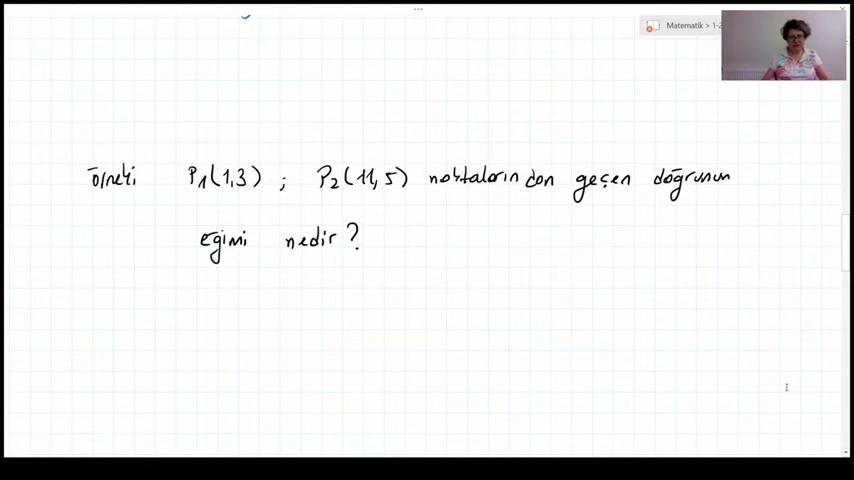 Matematik > 1-2
örnek: P1(1,3) ; P2(11,5) noktalarından geçen doğrunun
eğimi nedir?